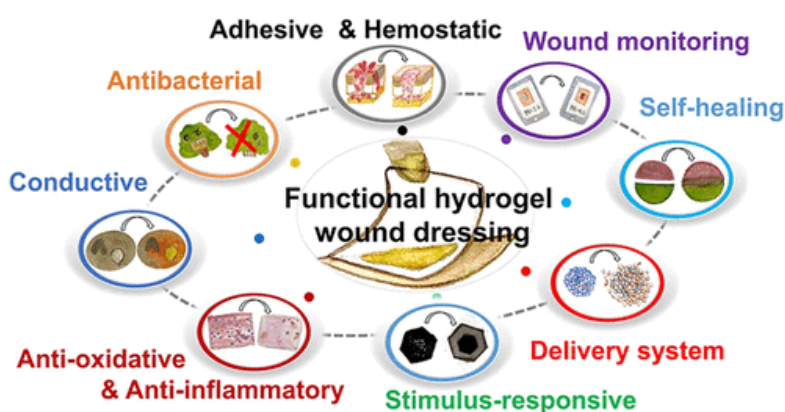 Adhesive & Hemostatic
Wound monitoring
Antibacterial
Self-healing
Conductive
Functional hydrogel
wound dressing
Delivery system
Anti-oxidative
& Anti-inflammatory
Stimulus-responsive